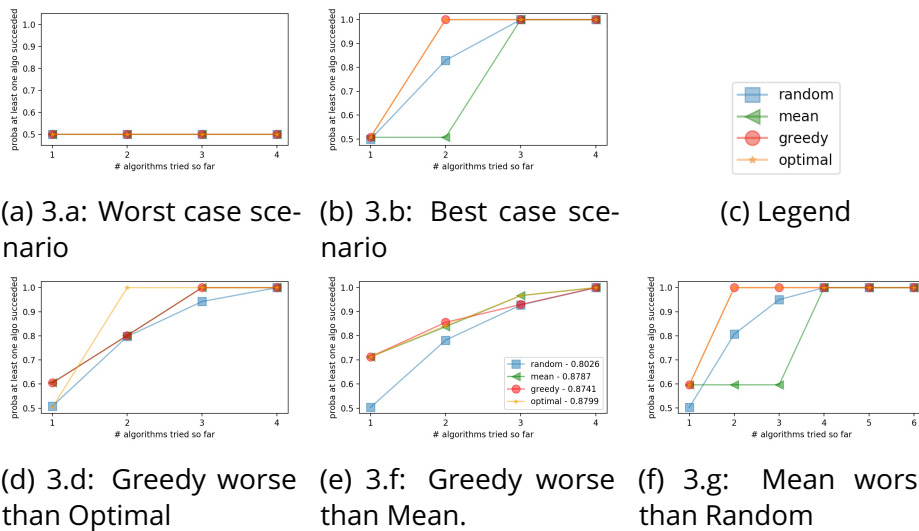 proba at least one algo succeeded
1.0
0.9
0.8
0.7
0.6
0.5
1 2 3 4
# algorithms tried so far
(a) 3.a: Worst case sce-
nario
proba at least one algo succeeded
1.0
0.9
0.8
0.7
0.6
0.5
1 2 3 4
# algorithms tried so far
(b) 3.b: Best case sce-
nario
random
mean
greedy
optimal
(c) Legend
proba at least one algo succeeded
1.0
0.9
0.8
0.7
0.6
0.5
1 2 3 4
# algorithms tried so far
(d) 3.d: Greedy worse
than Optimal
proba at least one algo succeeded
1.0
0.9
0.8
0.7
0.6
0.5
random - 0.8026
mean - 0.8787
greedy - 0.8741
optimal - 0.8799
1 2 3 4
# algorithms tried so far
(e) 3.f: Greedy worse
than Mean.
proba at least one algo succeeded
1.0
0.9
0.8
0.7
0.6
0.5
1 2 3 4 5 6
# algorithms tried so far
(f) 3.g: Mean wors
than Random